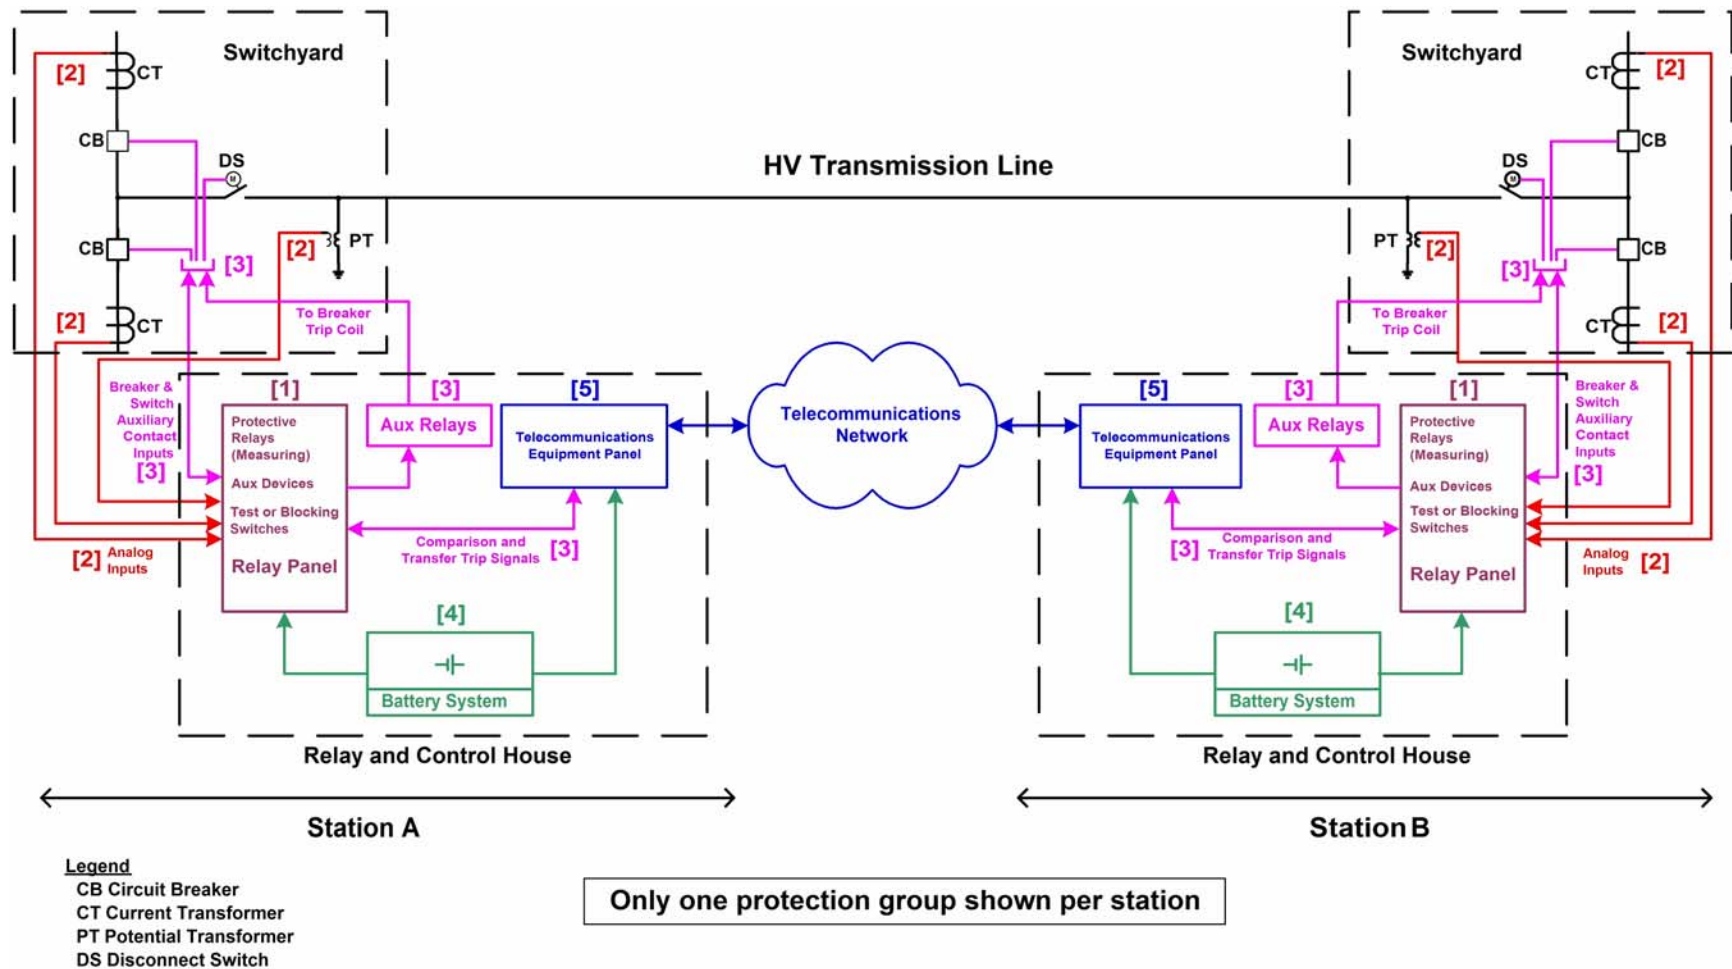 Switchyard
[2]
CT
CB
DS
CB
[2]
PT
[3]
[2]
CT
To Breaker
Trip Coil
HV Transmission Line
Switchyard
CT
[2]
CB
DS
M
CB
PT
[2]
[3]
CT
[2]
To Breaker
Trip Coil
Breaker &
Switch
Auxiliary
Contact
Inputs
[3]
[1]
Protective
Relays
(Measuring)
Aux Devices
Test or Blocking
Switches
Relay Panel
[3]
Aux Relays
[5]
Telecommunications
Equipment Panel
[2] Analog
Inputs
Comparison and
Transfer Trip Signals
[3]
[4]
Battery System
Relay and Control House
Telecommunications
Network
[5]
Telecommunications
Equipment Panel
[3]
Aux Relays
[1]
Protective
Relays
(Measuring)
Aux Devices
Test or Blocking
Switches
Relay Panel
Breaker &
Switch
Auxiliary
Contact
Inputs
[3]
[3]
Comparison and
Transfer Trip Signals
Analog
Inputs [2]
[4]
Battery System
Relay and Control House
Station A
Station B
Legend
CB Circuit Breaker
CT Current Transformer
PT Potential Transformer
DS Disconnect Switch
Only one protection group shown per station